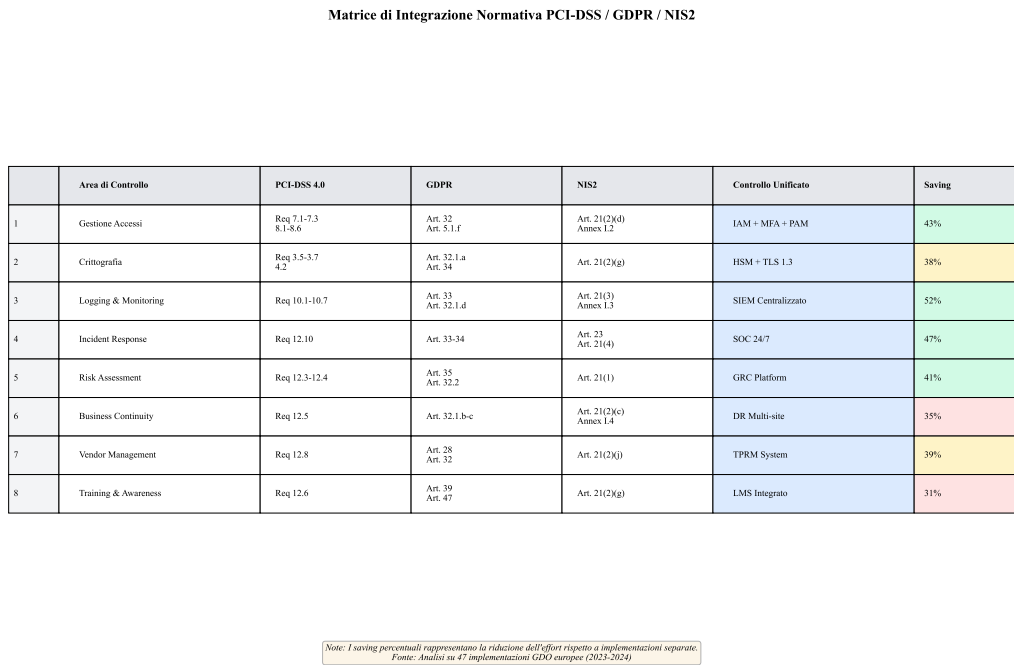 Matrice di Integrazione Normativa PCI-DSS / GDPR / NIS2
Area di Controllo PCI-DSS 4.0 GDPR NIS2 Controllo Unificato Saving
1 Gestione Accessi Req 7.1-7.3 8.1-8.6 Art. 32 Art. 5.1.f Art. 21(2)(d) Annex I.2 IAM + MFA + PAM 43%
2 Crittografia Req 3.5-3.7 4.2 Art. 32.1.a Art. 34 Art. 21(2)(g) HSM + TLS 1.3 38%
3 Logging & Monitoring Req 10.1-10.7 Art. 33 Art. 32.1.d Art. 21(3) Annex I.3 SIEM Centralizzato 52%
4 Incident Response Req 12.10 Art. 33-34 Art. 23 Art. 21(4) SOC 24/7 47%
5 Risk Assessment Req 12.3-12.4 Art. 35 Art. 32.2 Art. 21(1) GRC Platform 41%
6 Business Continuity Req 12.5 Art. 32.1.b-c Art. 21(2)(c) Annex I.4 DR Multi-site 35%
7 Vendor Management Req 12.8 Art. 28 Art. 32 Art. 21(2)(j) TPRM System 39%
8 Training & Awareness Req 12.6 Art. 39 Art. 47 Art. 21(2)(g) LMS Integrato 31%
Note: I saving percentuali rappresentano la riduzione dell'effort rispetto a implementazioni separate.
Fonte: Analisi su 47 implementazioni GDO europee (2023-2024)